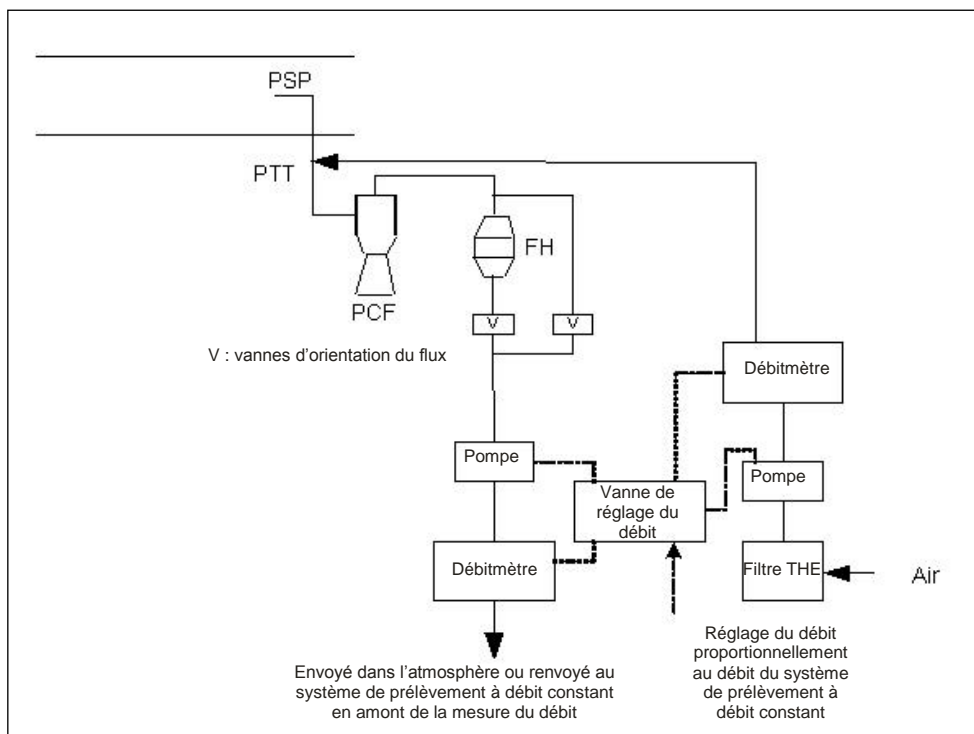 PSP
PTT
FH
PCF
V
V
V : vannes d'orientation du flux
Débitmètre
Pompe
Pompe
Vanne de
réglage du
débit
Débitmètre
Filtre THE
Air
Envoyé dans l'atmosphère ou renvoyé au
système de prélèvement à débit constant
en amont de la mesure du débit
Réglage du débit
proportionnellement
au débit du système
de prélèvement à
débit constant